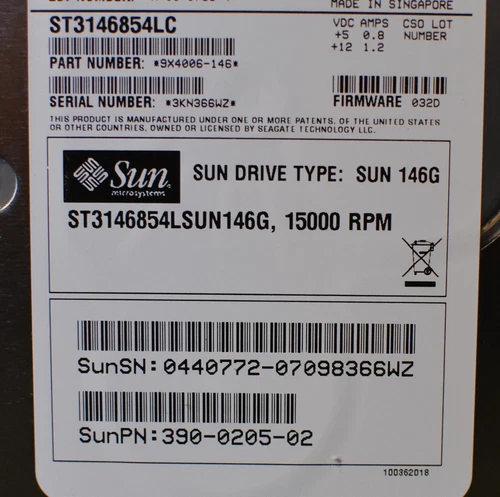 MADE IN SINGAPORE
ST3146854LC
VDC AMPS CSO LOT
+5 0.8 NUMBER
+12 1.2
PART NUMBER: *9X4006-146*
SERIAL NUMBER: *3KN366WZ*
FIRMWARE 032D
THIS PRODUCT IS MANUFACTURED UNDER ONE OR MORE PATENTS. OF THE UNITED STATES
OR OTHER COUNTRIES, OWNED OR LICENSED BY SEAGATE TECHNOLOGY LLC.
Sun
microsystems
SUN DRIVE TYPE: SUN 146G
ST3146854LSUN146G, 15000 RPM
SunSN:0440772-07098366WZ
SunPN:390-0205-02
100362018